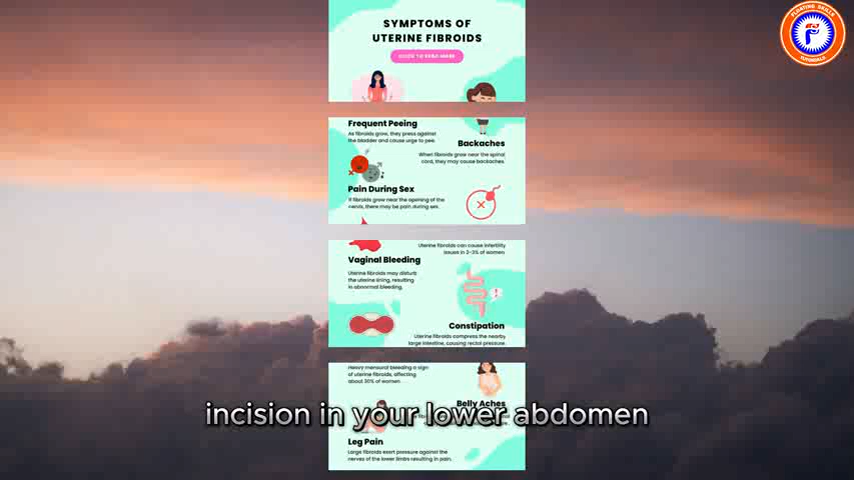 FLOATING SKILLS
TUTORIALS
SYMPTOMS OF
UTERINE FIBROIDS
Frequent Peeing
As fibroids grow, they press against
the bladder and cause urge to pee.
Backaches
When fibroids grow near the spinal
cord, they may cause backaches.
Pain During Sex
If fibroids grow near the opening of the
cervix, there may be pain during sex.
Uterine fibroids can cause infertility
issues in 2-3% of women
Vaginal Bleeding
Uterine fibroids may disturb
the uterine lining, resulting
in abnormal bleeding.
Constipation
Uterine fibroids compress the nearby
large intestine, causing rectal pressure.
Heavy menstrual bleeding a sign
of uterine fibroids, affecting
about 30% of women
Belly Aches
incision in your lower abdomen
Leg Pain
Large fibroids exert pressure against the
nerves of the lower limbs resulting in pain.